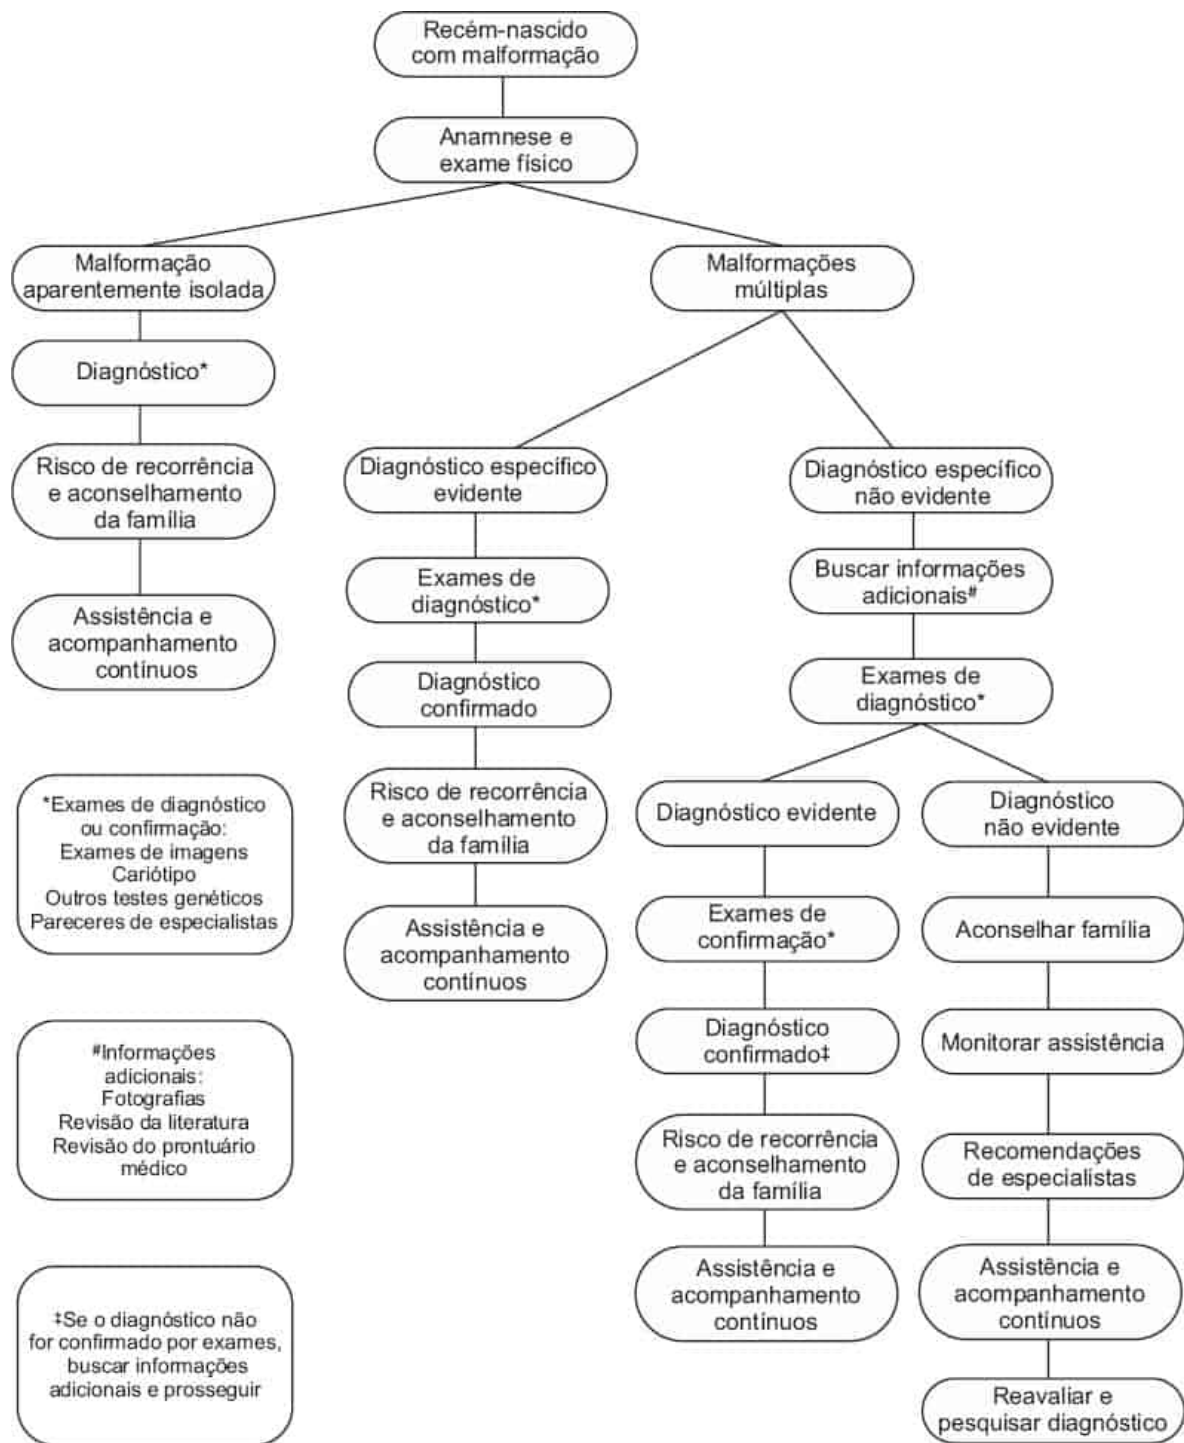 Recém-nascido
com malformação
Anamnese e
exame físico
Malformação
aparentemente isolada
Diagnóstico*
Risco de recorrência
e aconselhamento
da família
Assistência e
acompanhamento
contínuos
Malformações
múltiplas
Diagnóstico específico
evidente
Exames de
diagnóstico*
Diagnóstico
confirmado
Risco de recorrência
e aconselhamento
da família
Assistência e
acompanhamento
contínuos
Diagnóstico específico
não evidente
Buscar informações
adicionais#
Exames de
diagnóstico*
Diagnóstico evidente
Exames de
confirmação*
Diagnóstico
confirmado‡
Risco de recorrência
e aconselhamento
da família
Assistência e
acompanhamento
contínuos
Diagnóstico
não evidente
Aconselhar família
Monitorar assistência
Recomendações
de especialistas
Assistência e
acompanhamento
contínuos
Reavaliar e
pesquisar diagnóstico
*Exames de diagnóstico
ou confirmação:
Exames de imagens
Cariótipo
Outros testes genéticos
Pareceres de especialistas
#Informações
adicionais:
Fotografias
Revisão da literatura
Revisão do prontuário
médico
‡Se o diagnóstico não
for confirmado por exames,
buscar informações
adicionais e prosseguir